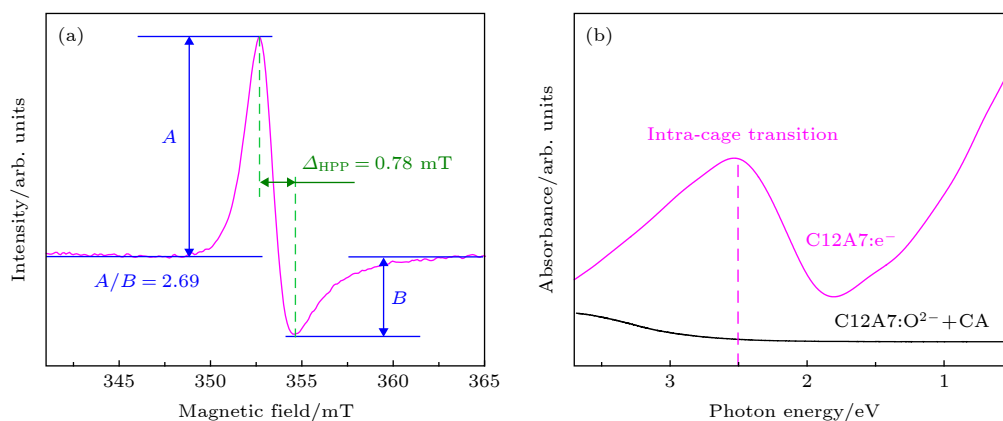 (a)
A
Δ_HPP = 0.78 mT
A/B = 2.69
B
Intensity/arb. units
345 350 355 360 365
Magnetic field/mT
(b)
Intra-cage transition
C12A7:e⁻
C12A7:O²⁻+CA
Absorbance/arb. units
3 2 1
Photon energy/eV